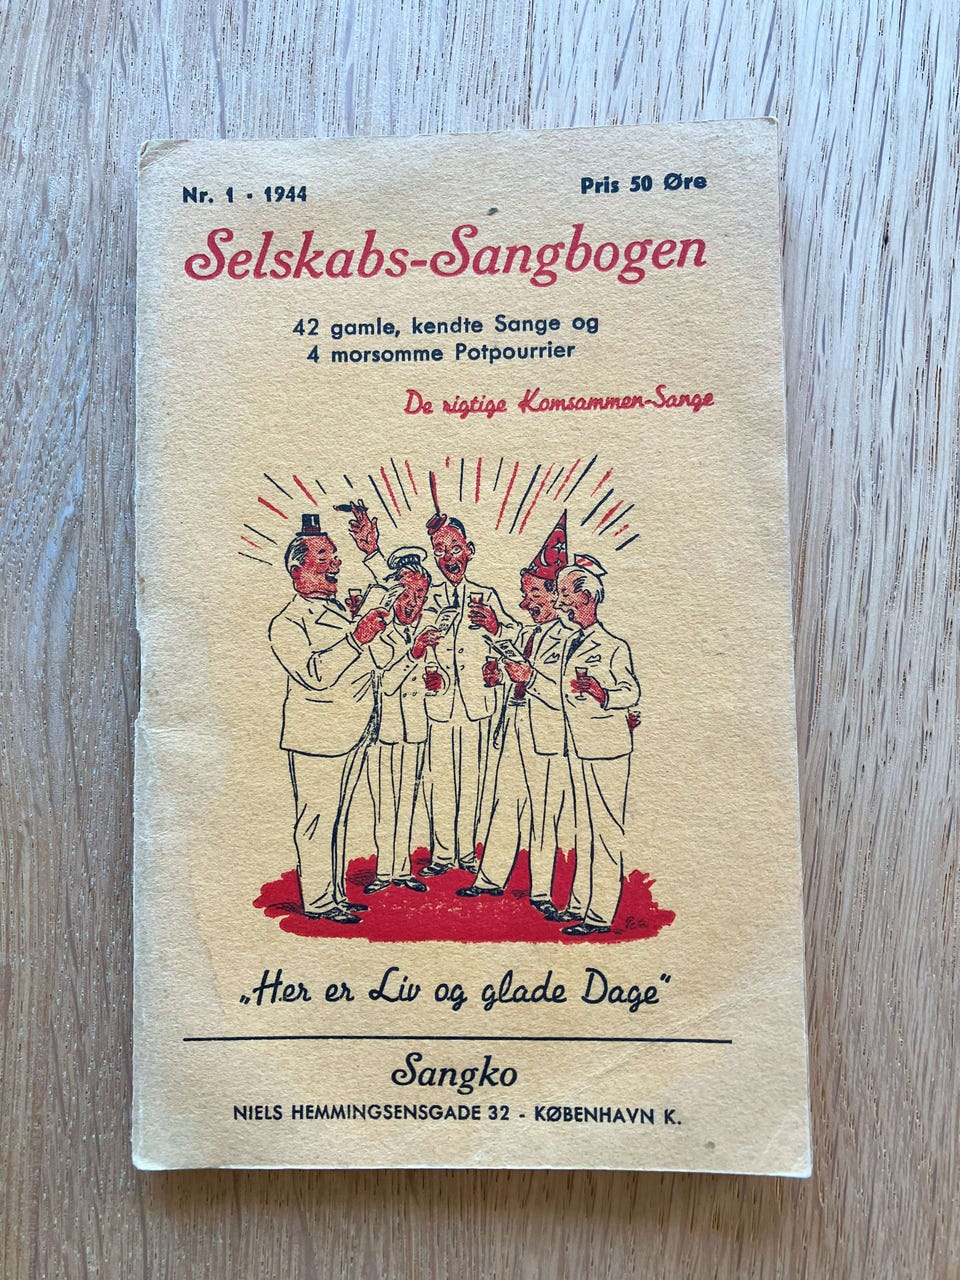 Nr. 1 · 1944
Pris 50 Øre
Selskabs-Sangbogen
42 gamle, kendte Sange og
4 morsomme Potpourrier
De rigtige Komsammen-Sange
„Her er Liv og glade Dage"
Sangko
NIELS HEMMINGSENSGADE 32 - KØBENHAVN K.